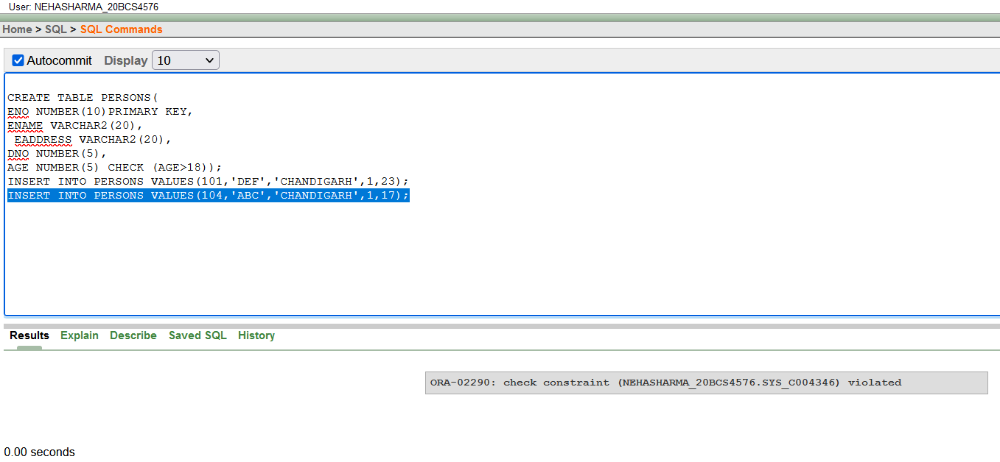 User: NEHASHARMA_20BCS4576
Home > SQL > SQL Commands
Autocommit Display 10
CREATE TABLE PERSONS(
ENO NUMBER(10)PRIMARY KEY,
ENAME VARCHAR2(20),
EADDRESS VARCHAR2(20),
DNO NUMBER(5),
AGE NUMBER(5) CHECK (AGE>18));
INSERT INTO PERSONS VALUES(101,'DEF','CHANDIGARH',1,23);
INSERT INTO PERSONS VALUES(104,'ABC','CHANDIGARH',1,17);
Results Explain Describe Saved SQL History
ORA-02290: check constraint (NEHASHARMA_20BCS4576.SYS_C004346) violated
0.00 seconds